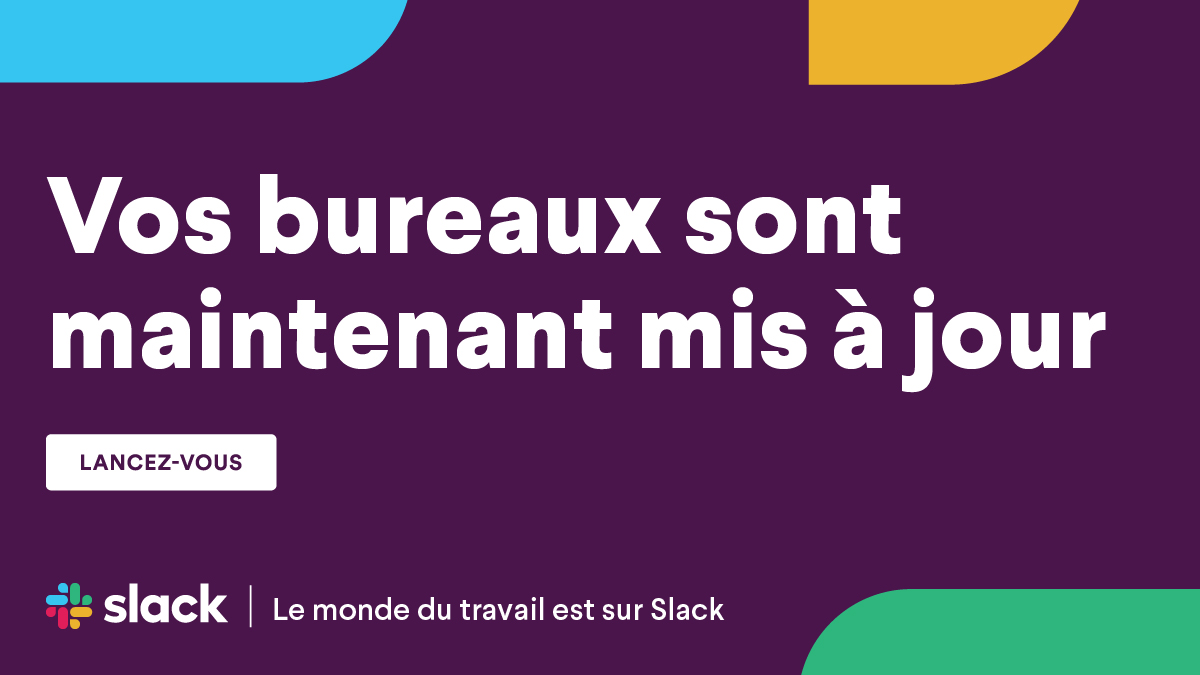 Vos bureaux sont
maintenant mis à jour
LANCEZ-VOUS
slack | Le monde du travail est sur Slack